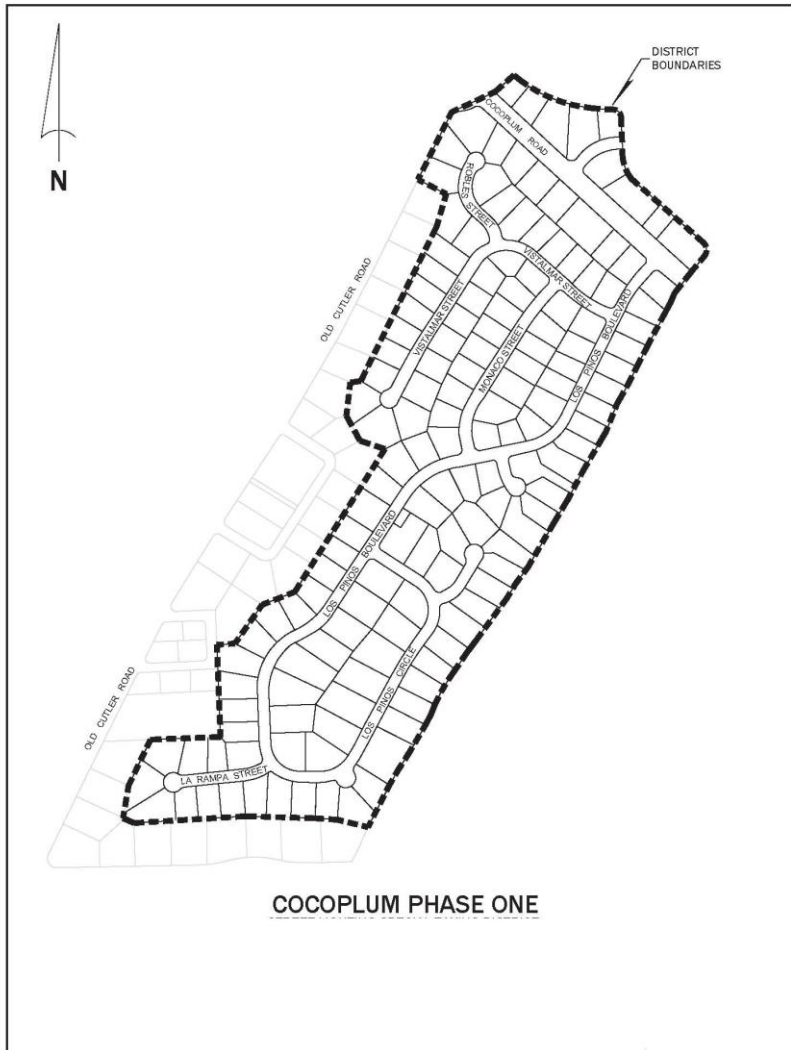 DISTRICT
BOUNDARIES
COCOPLUM ROAD
N
ROBLES STREET
VISTALMAR STREET
OLD CUTLER ROAD
VISTALMAR STREET
MONACO STREET
LOS PINOS BOULEVARD
LOS PINOS BOULEVARD
LOS PINOS CIRCLE
OLD CUTLER ROAD
LA RAMPA STREET
COCOPLUM PHASE ONE